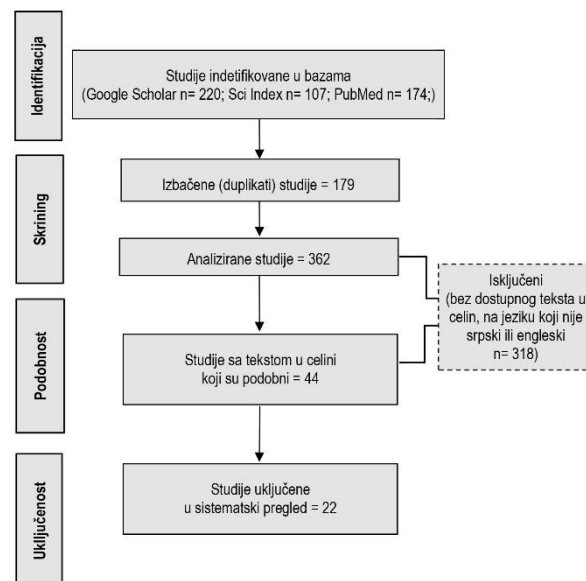 Identifikacija
Studije indetifikovane u bazama
(Google Scholar n= 220; Sci Index n= 107; PubMed n= 174;)
Skrining
Izbačene (duplikati) studije = 179
Analizirane studije = 362
Isključeni
(bez dostupnog teksta u
celin, na jeziku koji nije
srpski ili engleski
n= 318)
Podobnost
Studije sa tekstom u celini
koji su podobni = 44
Uključenost
Studije uključene
u sistematski pregled = 22